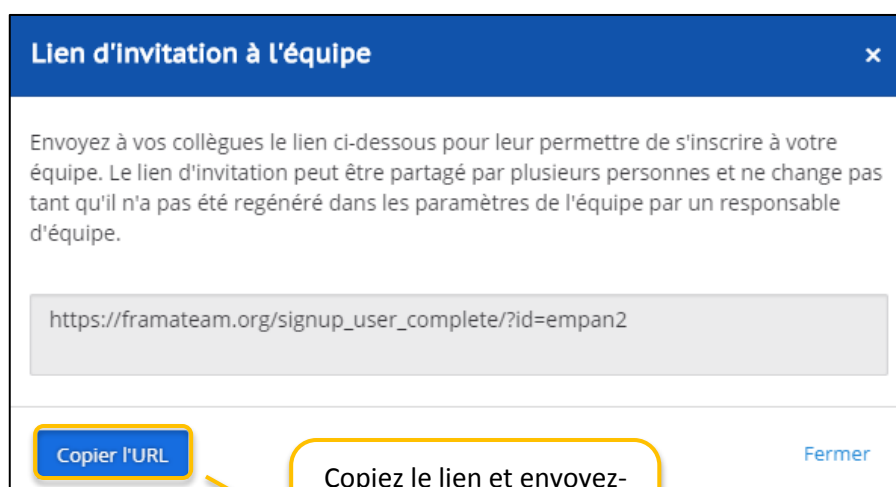 Lien d'invitation à l'équipe
×
Envoyez à vos collègues le lien ci-dessous pour leur permettre de s'inscrire à votre
équipe. Le lien d'invitation peut être partagé par plusieurs personnes et ne change pas
tant qu'il n'a pas été regénéré dans les paramètres de l'équipe par un responsable
d'équipe.
https://framateam.org/signup_user_complete/?id=empan2
Copier l'URL
Fermer
Copiez le lien et envoyez-